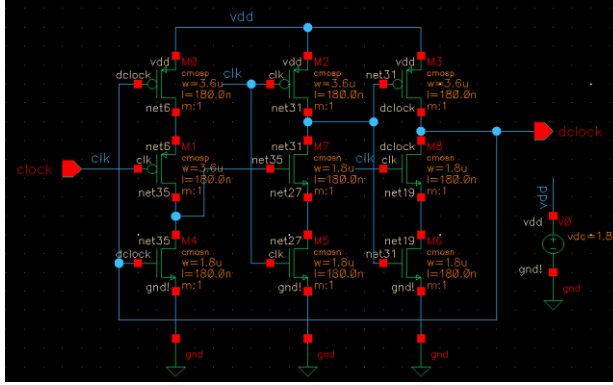 vdd
vdd M0 clk vdd M2 net31 vdd M3
dclock cmosp clk cmosp cmosp
w=3.6u w=3.6u w=3.6u
l=180.0n l=180.0n l=180.0n
net6 m:1 net31 m:1 dclock m:1
net6 M1 net31 M7 dclock M8 dclock
clock clk clk cmosp net35 cmosn clk clk cmosn
w=3.6u w=1.8u w=1.8u
l=180.0n l=180.0n l=180.0n
net35 m:1 net27 m:1 net19 m:1
vdd
vdd V0
net35 M4 net27 M5 net19 M6
dclock cmosn clk cmosn net31 cmosn vdc=1.8
w=1.8u w=1.8u w=1.8u
l=180.0n l=180.0n l=180.0n gnd!
gnd! m:1 gnd! m:1 gnd! m:1
gnd
gnd gnd gnd